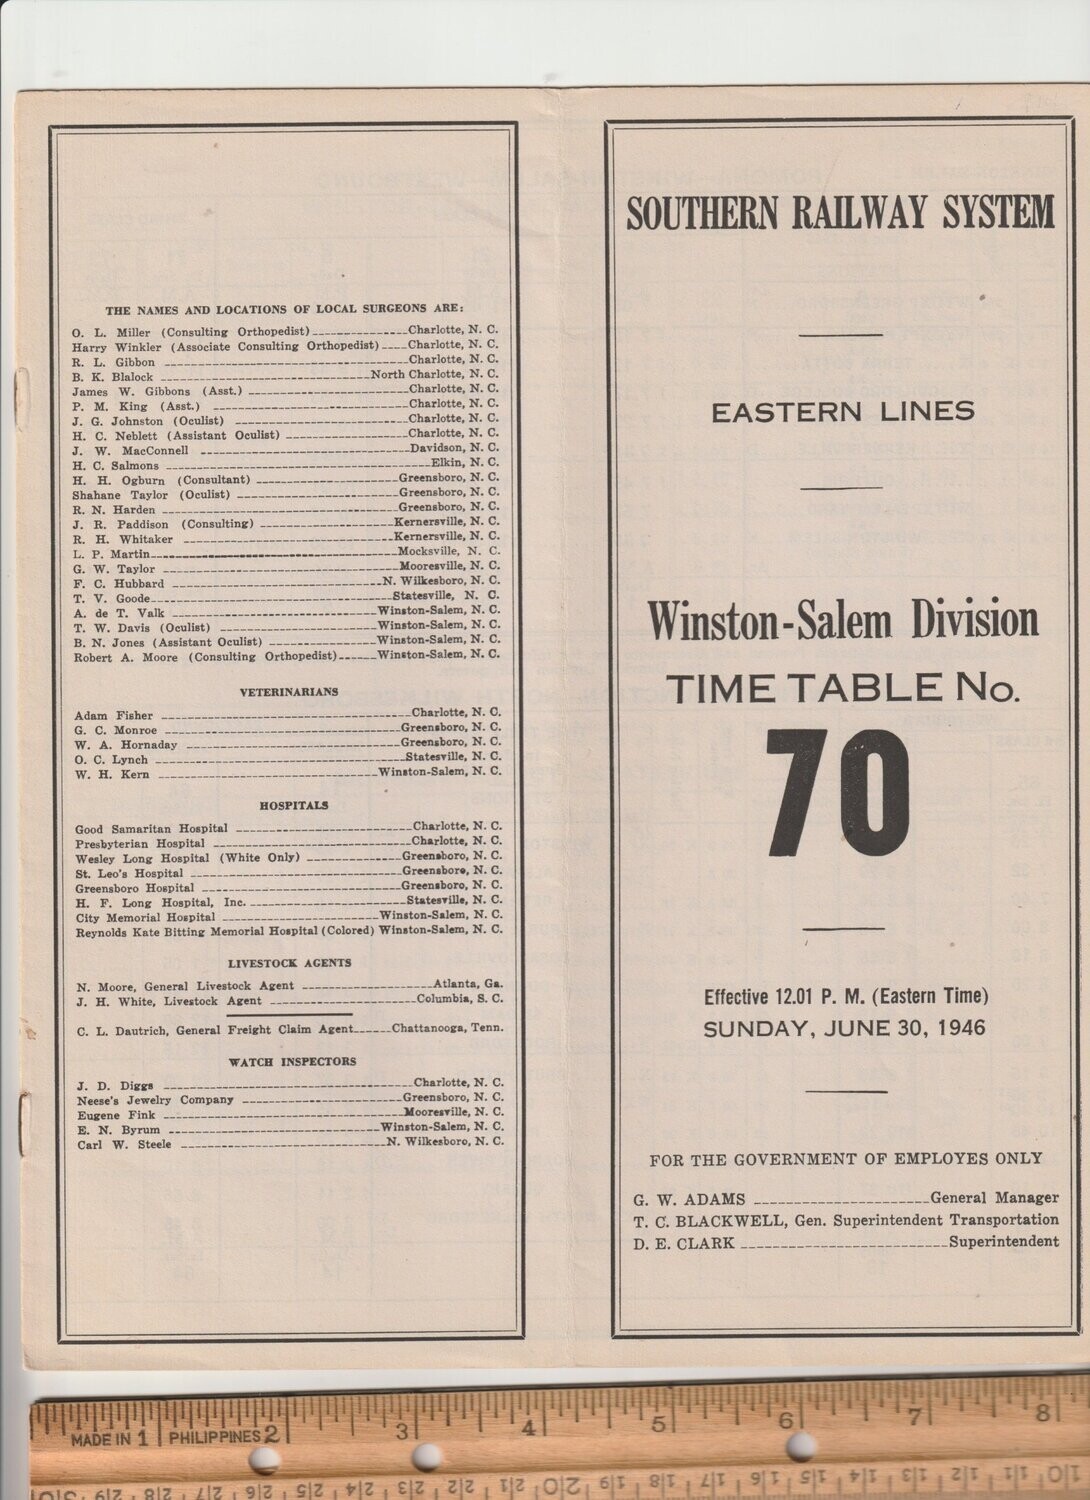 THE NAMES AND LOCATIONS OF LOCAL SURGEONS ARE:
O. L. Miller (Consulting Orthopedist)----------------Charlotte, N. C.
Harry Winkler (Associate Consulting Orthopedist)----Charlotte, N. C.
R. L. Gibbon ----------------Charlotte, N. C.
B. K. Blalock ----------------North Charlotte, N. C.
James W. Gibbons (Asst.) ----------------Charlotte, N. C.
P. M. King (Asst.) ----------------Charlotte, N. C.
J. G. Johnston (Oculist) ----------------Charlotte, N. C.
H. C. Neblett (Assistant Oculist) ----------------Charlotte, N. C.
J. W. MacConnell ----------------Davidson, N. C.
H. C. Salmons ----------------Elkin, N. C.
H. H. Ogburn (Consultant) ----------------Greensboro, N. C.
Shahane Taylor (Oculist) ----------------Greensboro, N. C.
R. N. Harden ----------------Greensboro, N. C.
J. R. Paddison (Consulting) ----------------Kernersville, N. C.
R. H. Whitaker ----------------Kernersville, N. C.
L. P. Martin----------------Mocksville, N. C.
G. W. Taylor ----------------Mooresville, N. C.
F. C. Hubbard ----------------N. Wilkesboro, N. C.
T. V. Goode----------------Statesville, N. C.
A. de T. Valk ----------------Winston-Salem, N. C.
T. W. Davis (Oculist) ----------------Winston-Salem, N. C.
B. N. Jones (Assistant Oculist) ----------------Winston-Salem, N. C.
Robert A. Moore (Consulting Orthopedist)------Winston-Salem, N. C.
VETERINARIANS
Adam Fisher ----------------Charlotte, N. C.
G. C. Monroe ----------------Greensboro, N. C.
W. A. Hornaday ----------------Greensboro, N. C.
O. C. Lynch ----------------Statesville, N. C.
W. H. Kern ----------------Winston-Salem, N. C.
HOSPITALS
Good Samaritan Hospital ----------------Charlotte, N. C.
Presbyterian Hospital ----------------Charlotte, N. C.
Wesley Long Hospital (White Only) ----------------Greensboro, N. C.
St. Leo's Hospital ----------------Greensboro, N. C.
Greensboro Hospital ----------------Greensboro, N. C.
H. F. Long Hospital, Inc.----------------Statesville, N. C.
City Memorial Hospital ----------------Winston-Salem, N. C.
Reynolds Kate Bitting Memorial Hospital (Colored) Winston-Salem, N. C.
LIVESTOCK AGENTS
N. Moore, General Livestock Agent ----------------Atlanta, Ga.
J. H. White, Livestock Agent ----------------Columbia, S. C.
C. L. Dautrich, General Freight Claim Agent------Chattanooga, Tenn.
WATCH INSPECTORS
J. D. Diggs ----------------Charlotte, N. C.
Neese's Jewelry Company ----------------Greensboro, N. C.
Eugene Fink ----------------Mooresville, N. C.
E. N. Byrum ----------------Winston-Salem, N. C.
Carl W. Steele ----------------N. Wilkesboro, N. C.
SOUTHERN RAILWAY SYSTEM
EASTERN LINES
Winston-Salem Division
TIME TABLE No.
70
Effective 12.01 P. M. (Eastern Time)
SUNDAY, JUNE 30, 1946
FOR THE GOVERNMENT OF EMPLOYES ONLY
G. W. ADAMS ----------------General Manager
T. C. BLACKWELL, Gen. Superintendent Transportation
D. E. CLARK ----------------Superintendent
MADE IN 1 PHILIPPINES 2 3 4 5 6 7 8